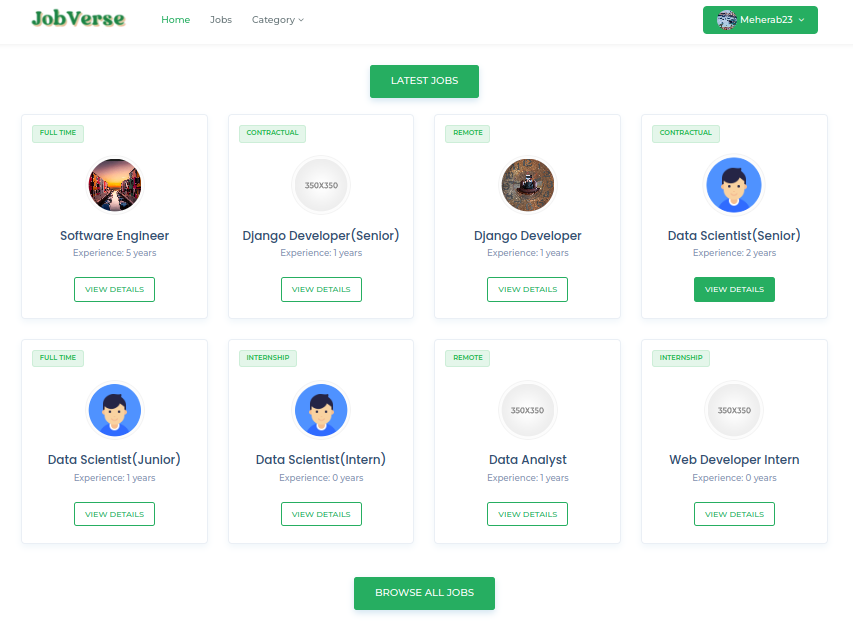 JobVerse
Home Jobs Category
Meherab23
LATEST JOBS
FULL TIME
Software Engineer
Experience: 5 years
VIEW DETAILS
CONTRACTUAL
350X350
Django Developer(Senior)
Experience: 1 years
VIEW DETAILS
REMOTE
Django Developer
Experience: 1 years
VIEW DETAILS
CONTRACTUAL
Data Scientist(Senior)
Experience: 2 years
VIEW DETAILS
FULL TIME
Data Scientist(Junior)
Experience: 1 years
VIEW DETAILS
INTERNSHIP
Data Scientist(Intern)
Experience: 0 years
VIEW DETAILS
REMOTE
350X350
Data Analyst
Experience: 1 years
VIEW DETAILS
INTERNSHIP
350X350
Web Developer Intern
Experience: 0 years
VIEW DETAILS
BROWSE ALL JOBS